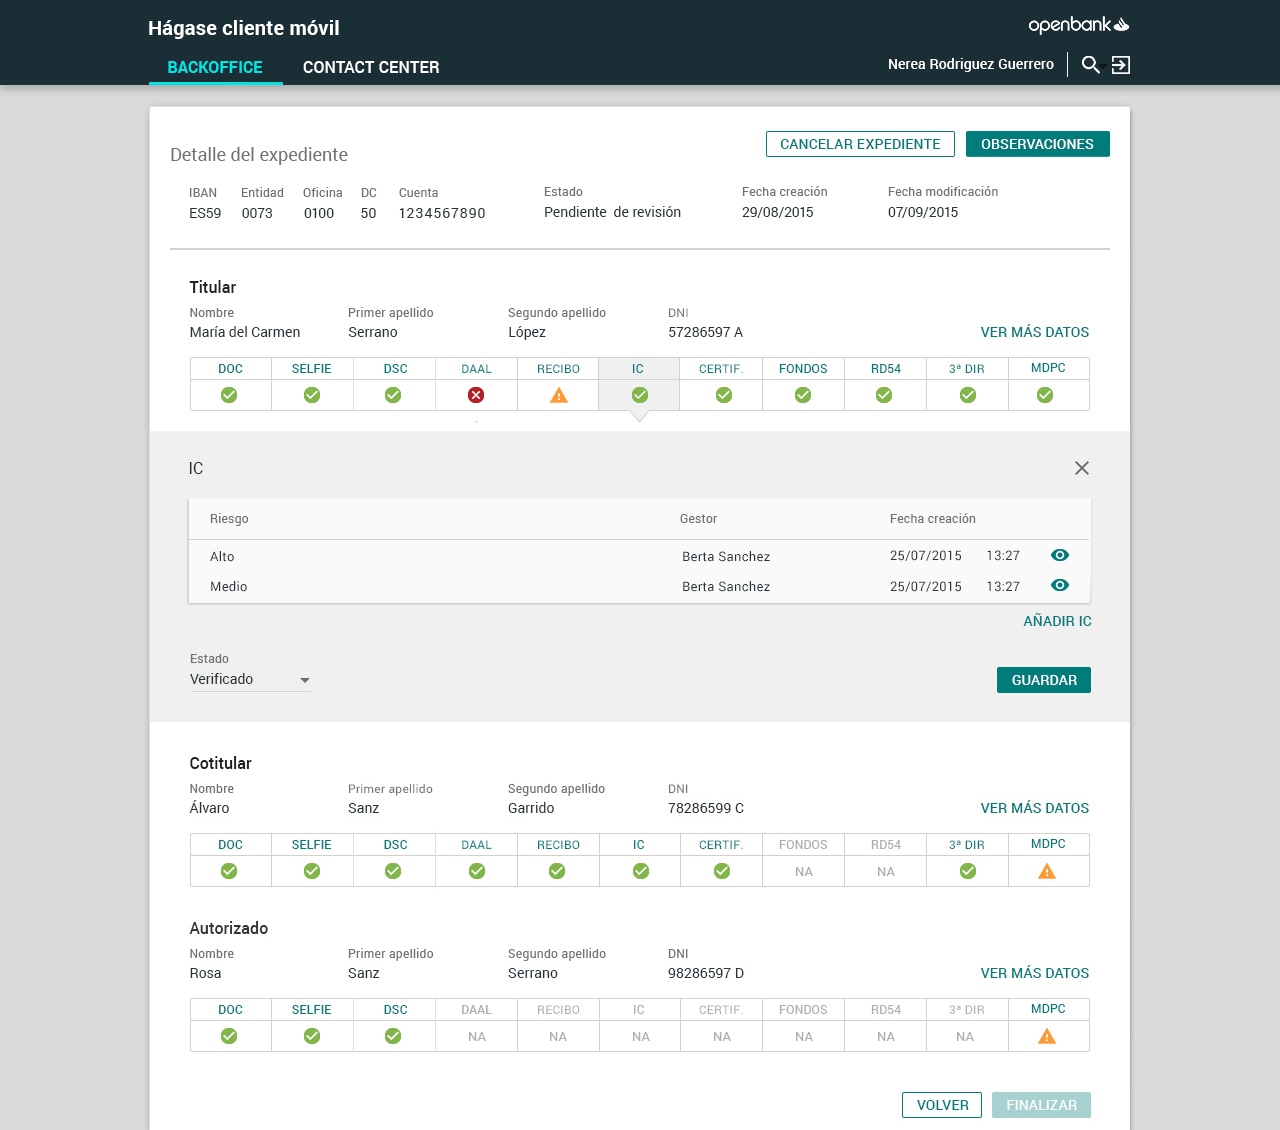 Hágase cliente móvil
openbank
BACKOFFICE CONTACT CENTER
Nerea Rodriguez Guerrero
Detalle del expediente
CANCELAR EXPEDIENTE OBSERVACIONES
IBAN Entidad Oficina DC Cuenta Estado Fecha creación Fecha modificación
ES59 0073 0100 50 1234567890 Pendiente de revisión 29/08/2015 07/09/2015
Titular
Nombre Primer apellido Segundo apellido DNI
María del Carmen Serrano López 57286597 A VER MÁS DATOS
DOC SELFIE DSC DAAL RECIBO IC CERTIF. FONDOS RD54 3ª DIR MDPC
IC
Riesgo Gestor Fecha creación
Alto Berta Sanchez 25/07/2015 13:27
Medio Berta Sanchez 25/07/2015 13:27
AÑADIR IC
Estado
Verificado
GUARDAR
Cotitular
Nombre Primer apellido Segundo apellido DNI
Álvaro Sanz Garrido 78286599 C VER MÁS DATOS
DOC SELFIE DSC DAAL RECIBO IC CERTIF. FONDOS RD54 3ª DIR MDPC
NA NA
Autorizado
Nombre Primer apellido Segundo apellido DNI
Rosa Sanz Serrano 98286597 D VER MÁS DATOS
DOC SELFIE DSC DAAL RECIBO IC CERTIF. FONDOS RD54 3ª DIR MDPC
NA NA NA NA NA NA NA
VOLVER FINALIZAR